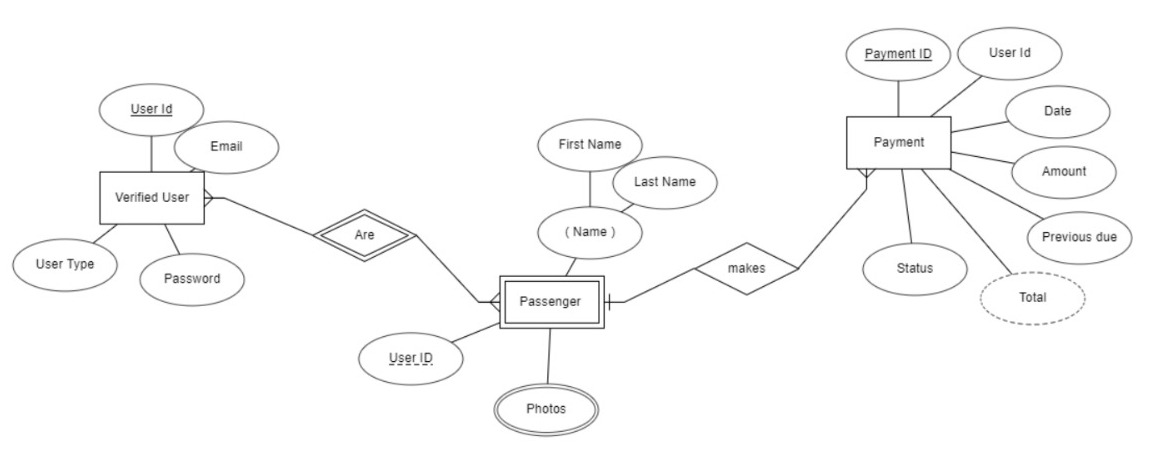 Payment ID
User Id
User Id
Date
Email
First Name
Payment
Amount
Last Name
Verified User
Are
( Name )
Previous due
User Type
Password
makes
Status
Total
Passenger
User ID
Photos